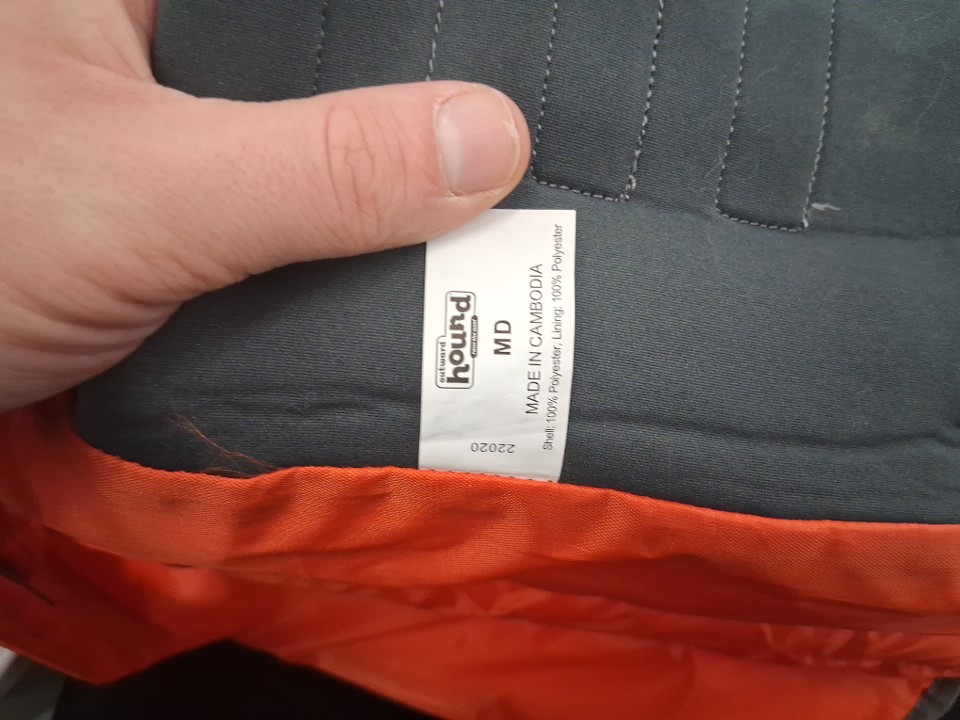 outward
hound
MD
MADE IN CAMBODIA
Shell: 100% Polyester, Lining: 100% Polyester
22020